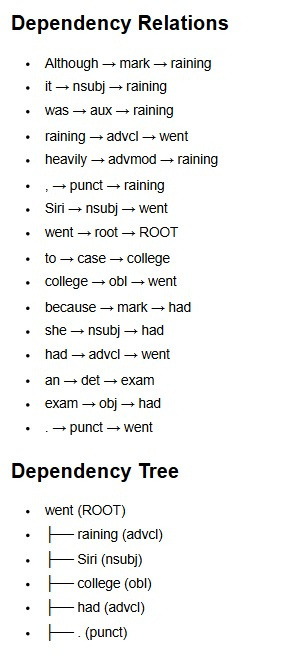 Dependency Relations
• Although → mark → raining
• it → nsubj → raining
• was → aux → raining
• raining → advcl → went
• heavily → advmod → raining
• , → punct → raining
• Siri → nsubj → went
• went → root → ROOT
• to → case → college
• college → obl → went
• because → mark → had
• she → nsubj → had
• had → advcl → went
• an → det → exam
• exam → obj → had
• . → punct → went
Dependency Tree
• went (ROOT)
• ├── raining (advcl)
• ├── Siri (nsubj)
• ├── college (obl)
• ├── had (advcl)
• ├── . (punct)